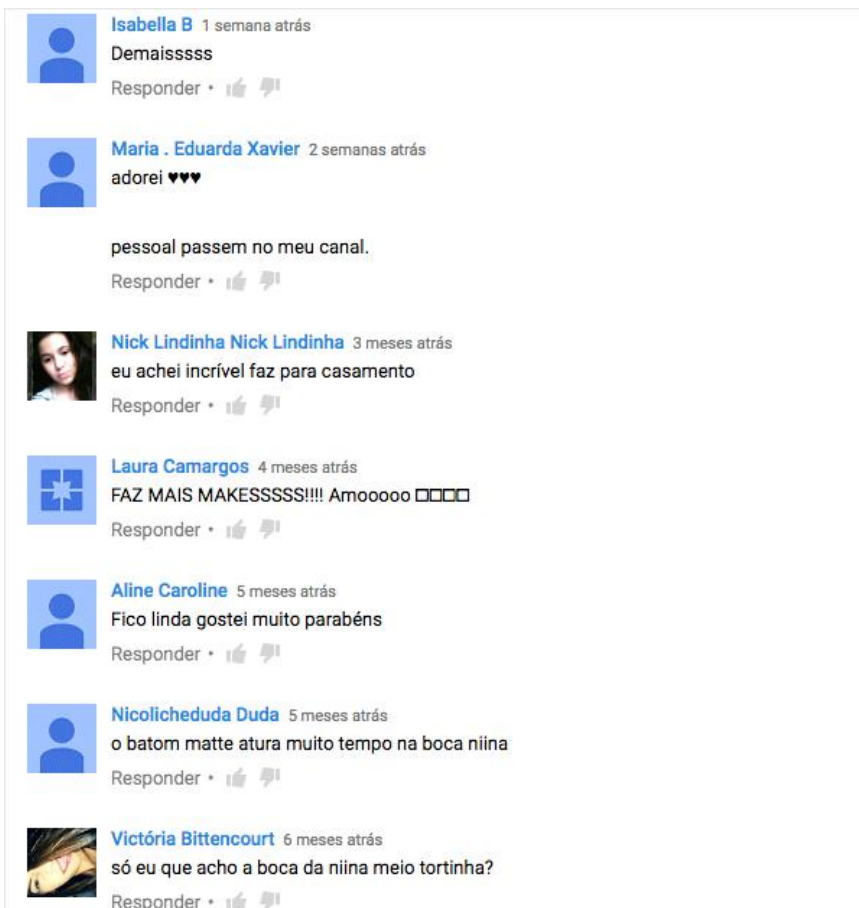 Isabella B 1 semana atrás
Demaisssss
Responder •
Maria . Eduarda Xavier 2 semanas atrás
adorei ♥♥♥
pessoal passem no meu canal.
Responder •
Nick Lindinha Nick Lindinha 3 meses atrás
eu achei incrível faz para casamento
Responder •
Laura Camargos 4 meses atrás
FAZ MAIS MAKESSSSS!!!! Amooooo □□□□
Responder •
Aline Caroline 5 meses atrás
Fico linda gostei muito parabéns
Responder •
Nicolicheduda Duda 5 meses atrás
o batom matte atura muito tempo na boca niina
Responder •
Victória Bittencourt 6 meses atrás
só eu que acho a boca da niina meio tortinha?
Responder •